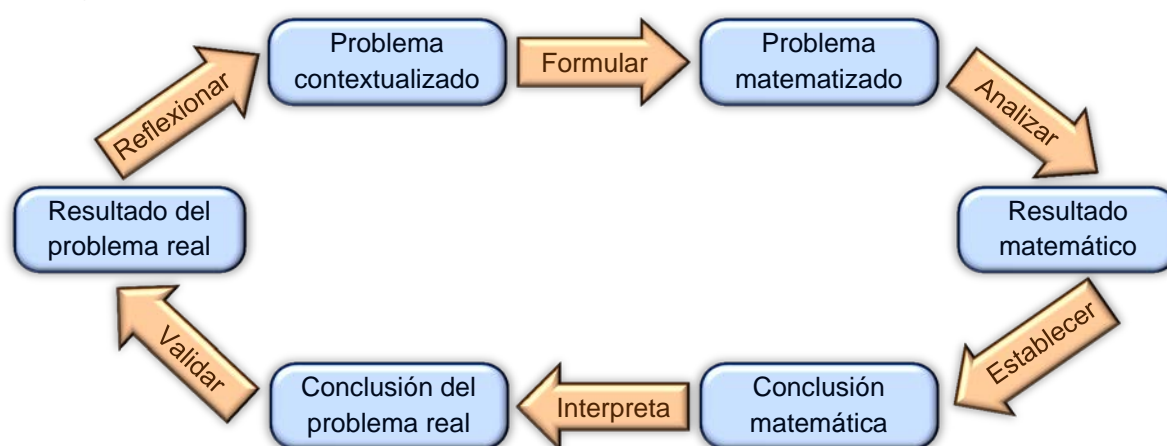 Problema
contextualizado
Formular
Problema
matematizado
Analizar
Resultado
matemático
Establecer
Conclusión
matemática
Interpreta
Conclusión del
problema real
Validar
Resultado del
problema real
Reflexionar